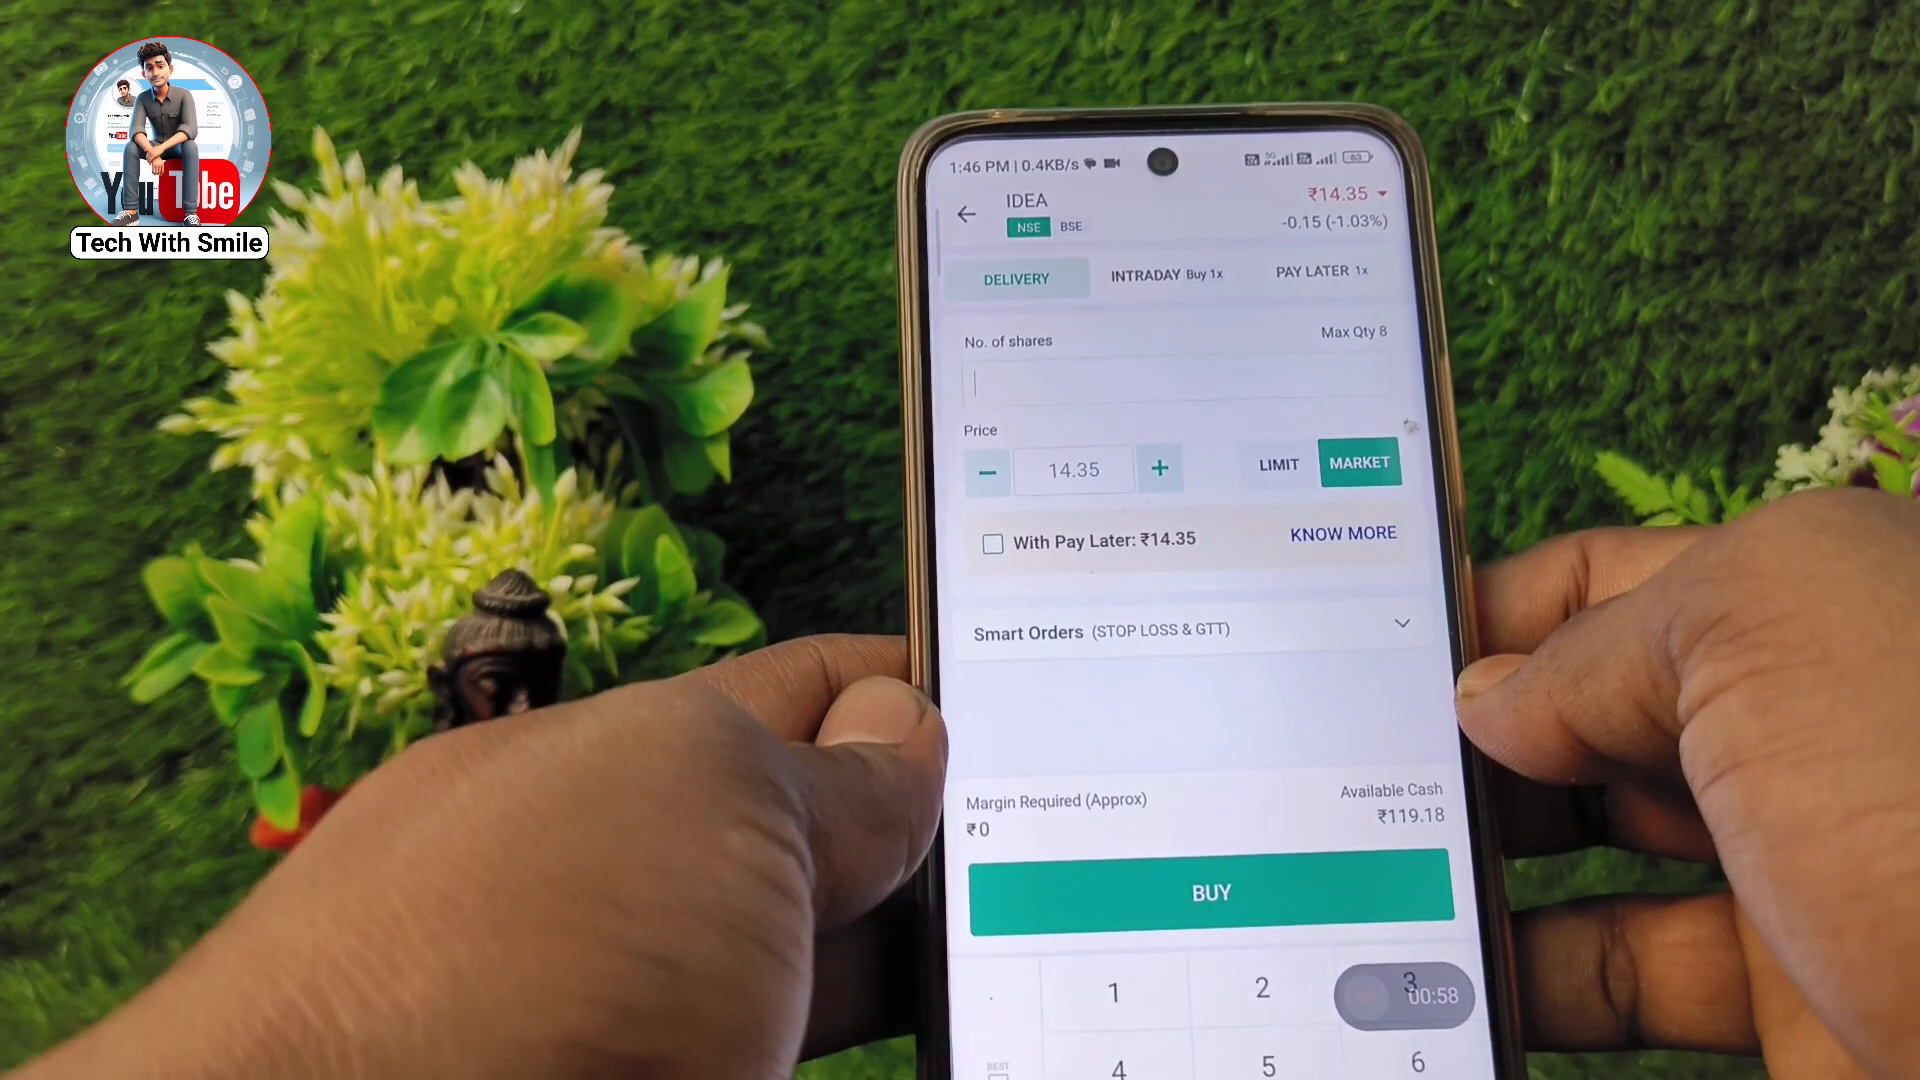 YouTube
Tech With Smile
1:46 PM | 0.4KB/s
63
IDEA
₹14.35
NSE BSE
-0.15 (-1.03%)
DELIVERY
INTRADAY Buy 1x
PAY LATER 1x
No. of shares
Max Qty 8
Price
14.35
LIMIT
MARKET
With Pay Later: ₹14.35
KNOW MORE
Smart Orders (STOP LOSS & GTT)
Margin Required (Approx)
Available Cash
₹0
₹119.18
BUY
. 1 2 3
00:58
BEST
4 5 6